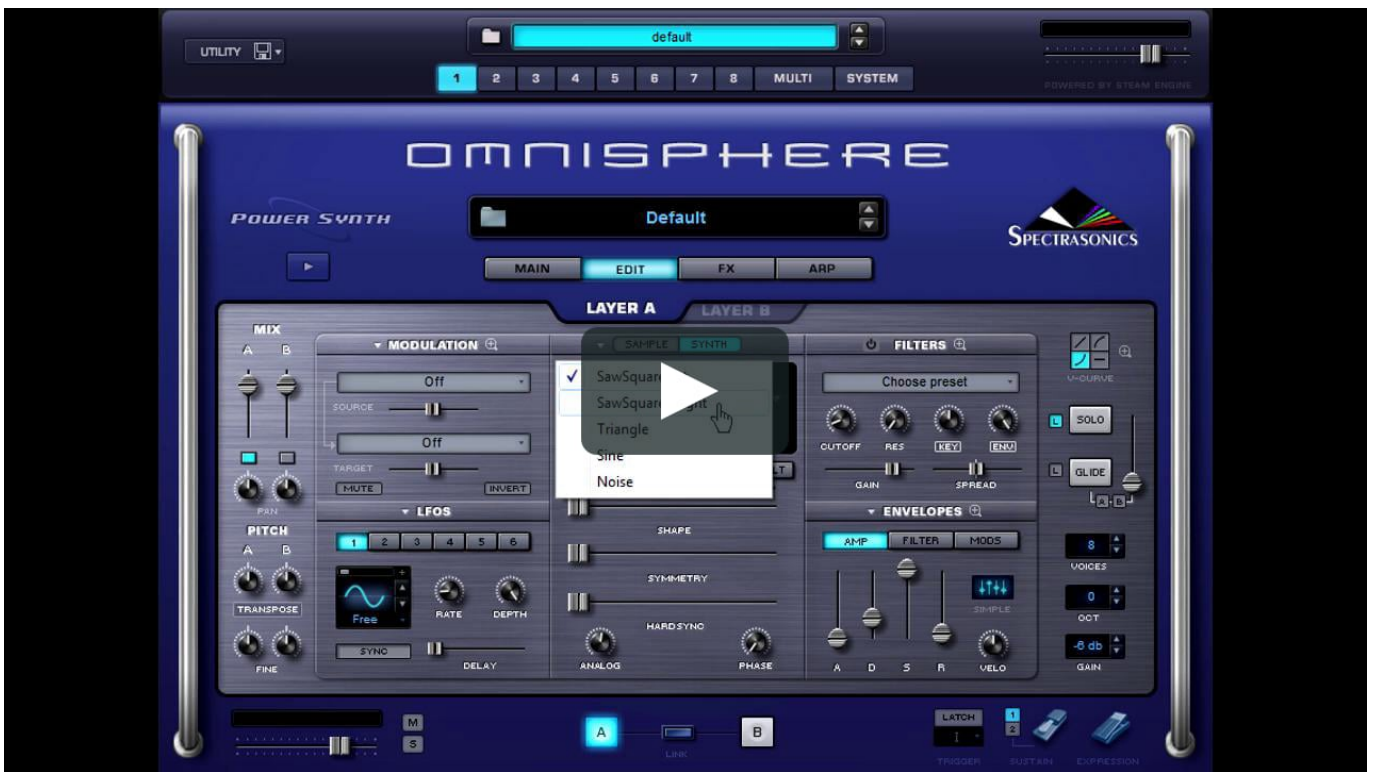 UTILITY
default
1 2 3 4 5 6 7 8 MULTI SYSTEM
POWERED BY STEAM ENGINE
OMNISPHERE
POWER SYNTH
Default
SPECTRASONICS
MAIN EDIT FX ARP
LAYER A LAYER B
MIX
A B
MODULATION
SAMPLE SYNTH
FILTERS
Off
SOURCE
Off
TARGET
MUTE INVERT
Triangle
Sine
Noise
Choose preset
CUTOFF RES KEY ENV
GAIN SPREAD
V-CURVE
L SOLO
L GLIDE
A B
PAN
PITCH
A B
TRANSPOSE
FINE
LFOS
1 2 3 4 5 6
Free
RATE DEPTH
SYNC
DELAY
SHAPE
SYMMETRY
HARD SYNC
ANALOG PHASE
ENVELOPES
AMP FILTER MODS
SIMPLE
A D S R VELO
8
VOICES
0
OCT
-6 db
GAIN
M
S
A
LINK
B
LATCH
TRIGGER
1
2
SUSTAIN
EXPRESSION